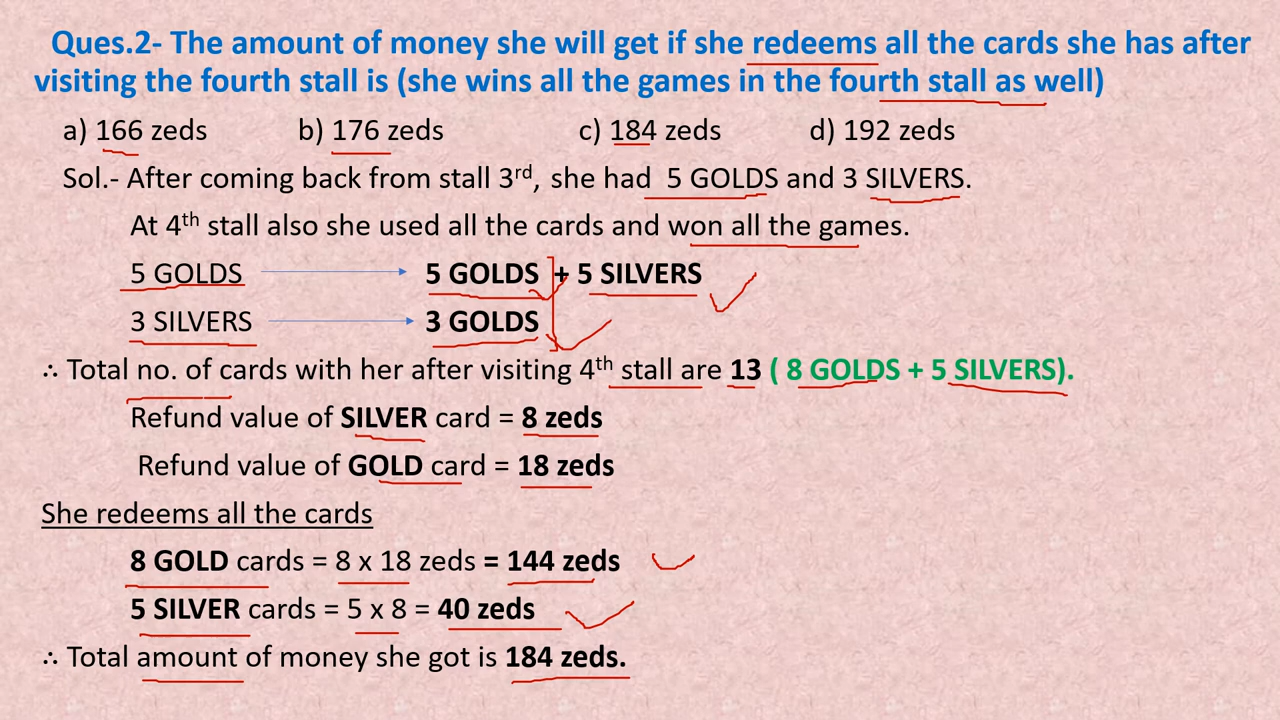 Ques.2- The amount of money she will get if she redeems all the cards she has after
visiting the fourth stall is (she wins all the games in the fourth stall as well)
a) 166 zeds b) 176 zeds c) 184 zeds d) 192 zeds
Sol.- After coming back from stall 3rd, she had 5 GOLDS and 3 SILVERS.
At 4th stall also she used all the cards and won all the games.
5 GOLDS 5 GOLDS + 5 SILVERS
3 SILVERS 3 GOLDS
∴ Total no. of cards with her after visiting 4th stall are 13 ( 8 GOLDS + 5 SILVERS).
Refund value of SILVER card = 8 zeds
Refund value of GOLD card = 18 zeds
She redeems all the cards
8 GOLD cards = 8 x 18 zeds = 144 zeds
5 SILVER cards = 5 x 8 = 40 zeds
∴ Total amount of money she got is 184 zeds.